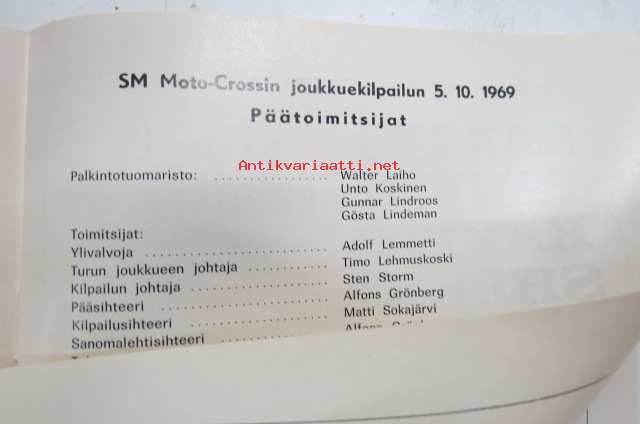 SM Moto-Crossin joukkuekilpailun 5. 10. 1969
Päätoimitsijat
Antikvariaatti.net
Palkintotuomaristo: ................. Walter Laiho
Unto Koskinen
Gunnar Lindroos
Gösta Lindeman
Toimitsijat:
Ylivalvoja ........................... Adolf Lemmetti
Turun joukkueen johtaja ............ Timo Lehmuskoski
Kilpailun johtaja ..................... Sten Storm
Pääsihteeri ......................... Alfons Grönberg
Kilpailusihteeri ..................... Matti Sokajärvi
Sanomalehtisihteeri ................ Alfons